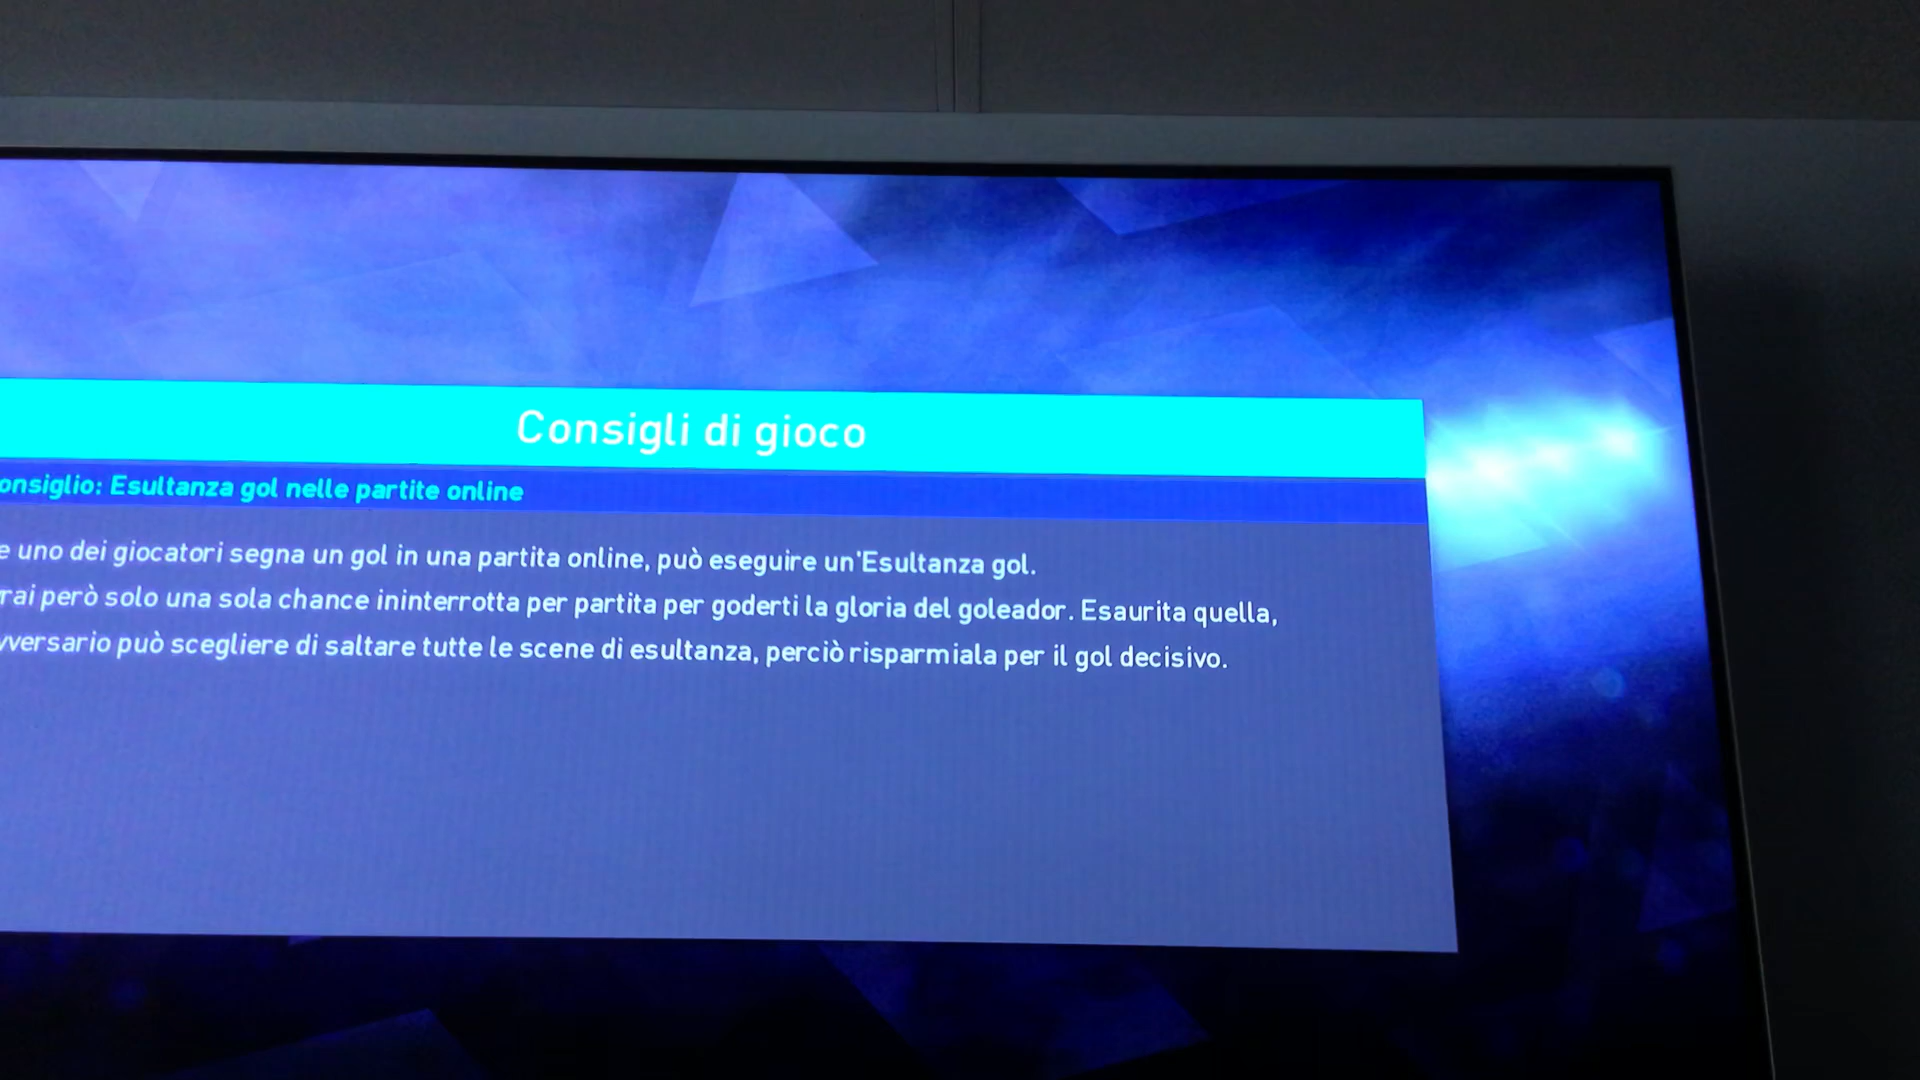 Consigli di gioco
onsiglio: Esultanza gol nelle partite online
e uno dei giocatori segna un gol in una partita online, può eseguire un'Esultanza gol.
rai però solo una sola chance ininterrotta per partita per goderti la gloria del goleador. Esaurita quella,
vversario può scegliere di saltare tutte le scene di esultanza, perciò risparmiala per il gol decisivo.